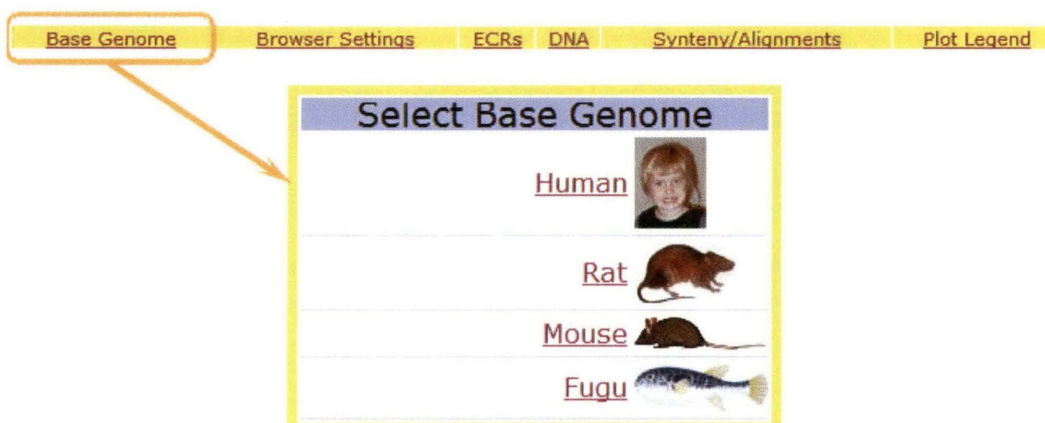 Base Genome Browser Settings ECRs DNA Synteny/Alignments Plot Legend
Select Base Genome
Human
Rat
Mouse
Fugu